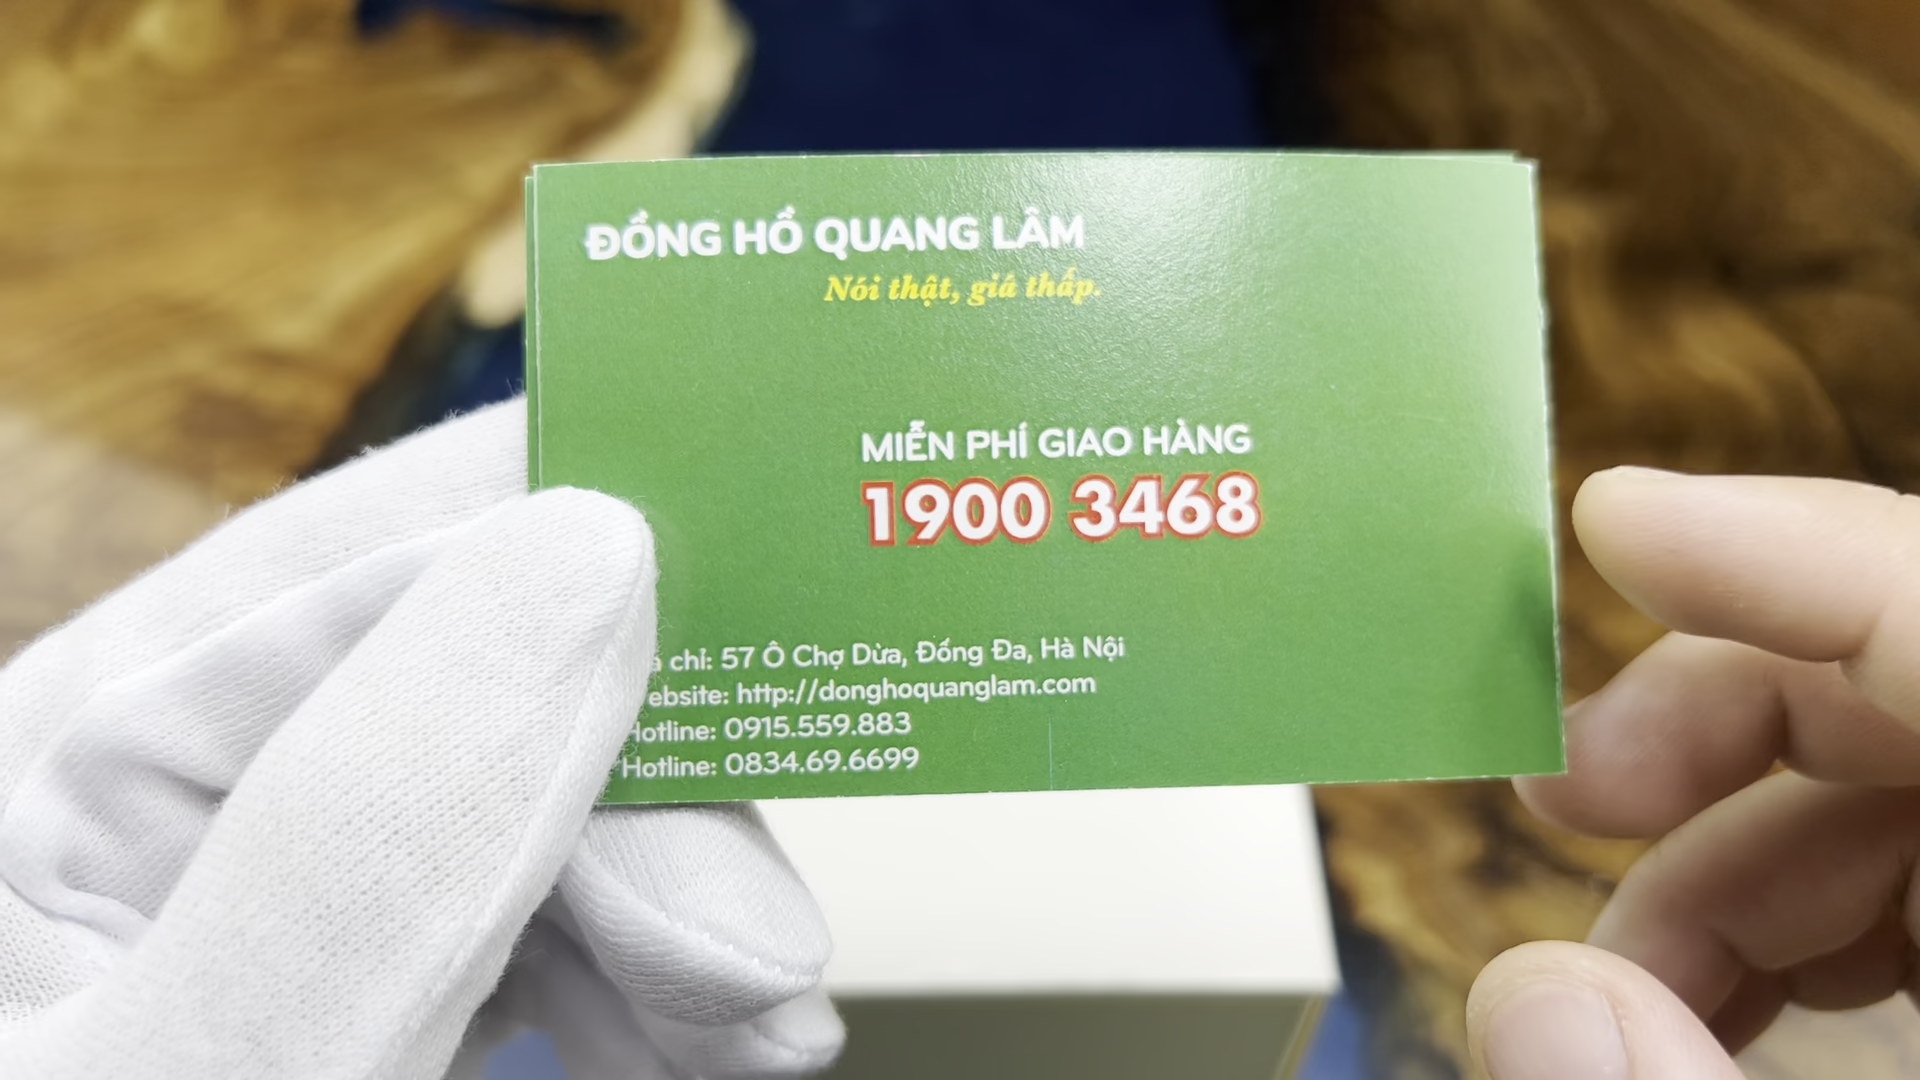 ĐỒNG HỒ QUANG LÂM
Nói thật, giá thấp.
MIỄN PHÍ GIAO HÀNG
1900 3468
chỉ: 57 Ô Chợ Dừa, Đống Đa, Hà Nội
ebsite: http://donghoquanglam.com
Hotline: 0915.559.883
Hotline: 0834.69.6699